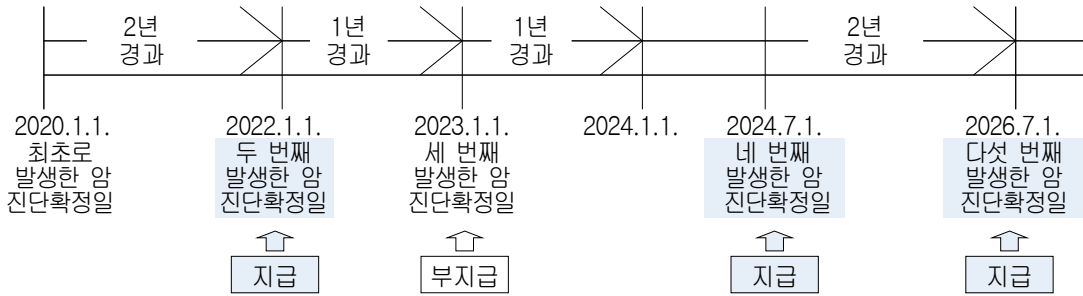 2년
경과
1년
경과
1년
경과
2년
경과
2020.1.1.
최초로
발생한 암
진단확정일
2022.1.1.
두 번째
발생한 암
진단확정일
2023.1.1.
세 번째
발생한 암
진단확정일
2024.1.1.
2024.7.1.
네 번째
발생한 암
진단확정일
2026.7.1.
다섯 번째
발생한 암
진단확정일
지급
부지급
지급
지급